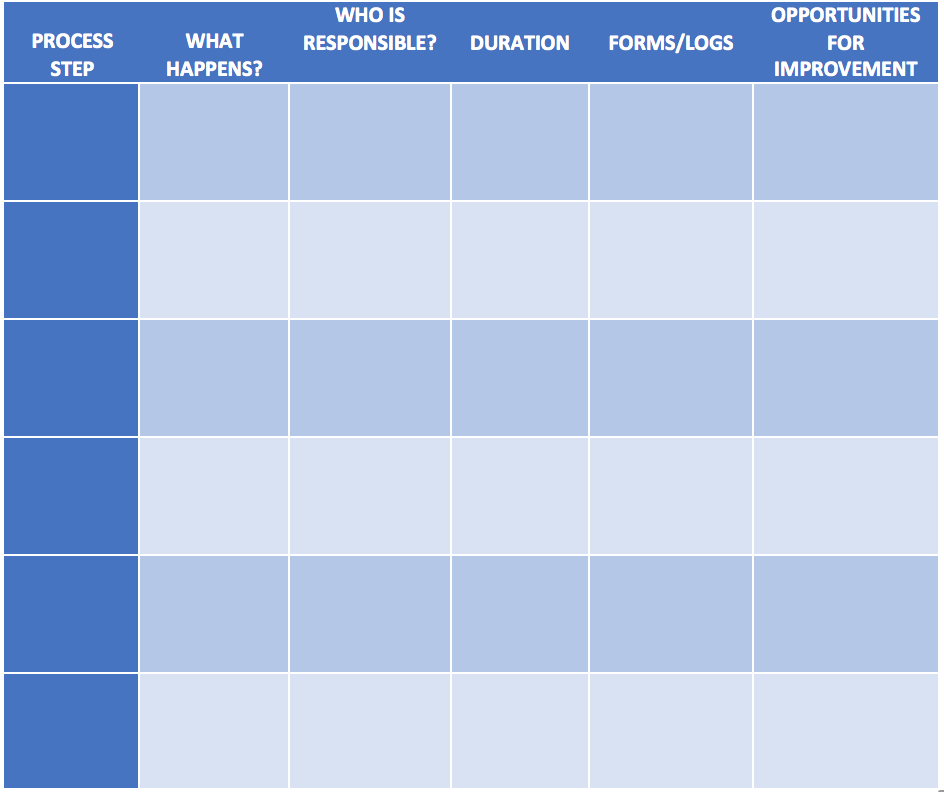 PROCESS
STEP
WHAT
HAPPENS?
WHO IS
RESPONSIBLE?
DURATION
FORMS/LOGS
OPPORTUNITIES
FOR
IMPROVEMENT